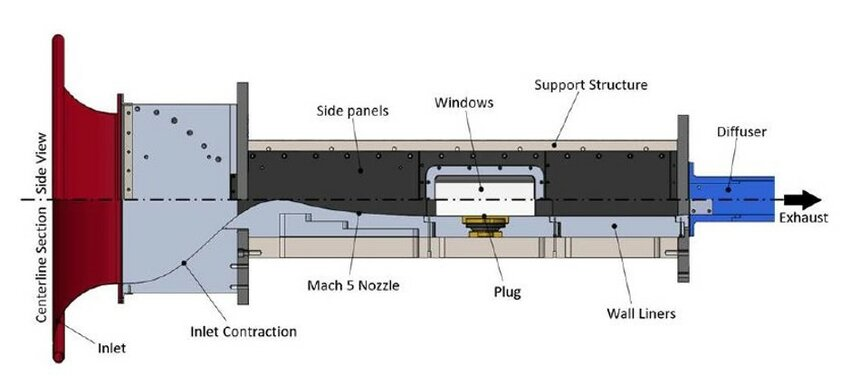 Support Structure
Windows
Side panels
Diffuser
Centerline Section | Side View
Exhaust
Mach 5 Nozzle
Plug
Wall Liners
Inlet Contraction
Inlet